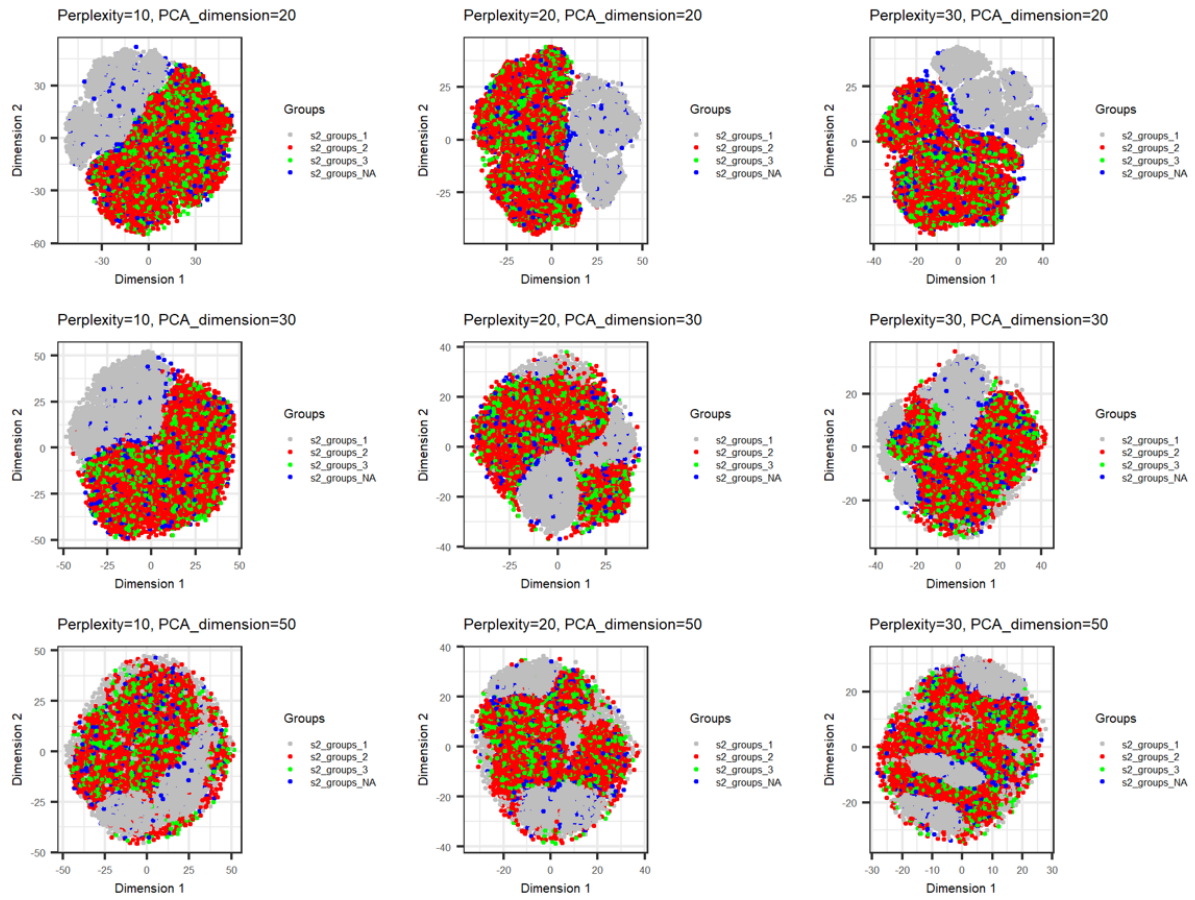 Perplexity=10, PCA_dimension=20
30
0
-30
-60
-30
0
30
Dimension 1
Dimension 2
Groups
s2_groups_1
s2_groups_2
s2_groups_3
s2_groups_NA
Perplexity=20, PCA_dimension=20
25
0
-25
-25
0
25
50
Dimension 1
Dimension 2
Groups
s2_groups_1
s2_groups_2
s2_groups_3
s2_groups_NA
Perplexity=30, PCA_dimension=20
25
0
-25
-40
-20
0
20
40
Dimension 1
Dimension 2
Groups
s2_groups_1
s2_groups_2
s2_groups_3
s2_groups_NA
Perplexity=10, PCA_dimension=30
50
25
0
-25
-50
-50
-25
0
25
50
Dimension 1
Dimension 2
Groups
s2_groups_1
s2_groups_2
s2_groups_3
s2_groups_NA
Perplexity=20, PCA_dimension=30
40
20
0
-20
-40
-25
0
25
Dimension 1
Dimension 2
Groups
s2_groups_1
s2_groups_2
s2_groups_3
s2_groups_NA
Perplexity=30, PCA_dimension=30
20
0
-20
-40
-20
0
20
40
Dimension 1
Dimension 2
Groups
s2_groups_1
s2_groups_2
s2_groups_3
s2_groups_NA
Perplexity=10, PCA_dimension=50
50
25
0
-25
-50
-50
-25
0
25
50
Dimension 1
Dimension 2
Groups
s2_groups_1
s2_groups_2
s2_groups_3
s2_groups_NA
Perplexity=20, PCA_dimension=50
40
20
0
-20
-40
-20
0
20
40
Dimension 1
Dimension 2
Groups
s2_groups_1
s2_groups_2
s2_groups_3
s2_groups_NA
Perplexity=30, PCA_dimension=50
20
0
-20
-30
-20
-10
0
10
20
30
Dimension 1
Dimension 2
Groups
s2_groups_1
s2_groups_2
s2_groups_3
s2_groups_NA